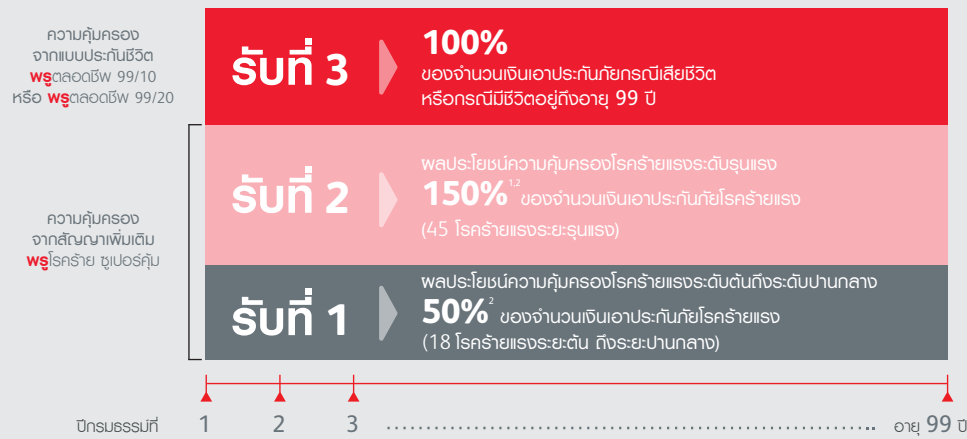 ความคุ้มครอง
จากแบบประกันชีวิต
พรูตลอดชีพ 99/10
หรือ พรูตลอดชีพ 99/20
รับที่ 3
100%
ของจำนวนเงินเอาประกันภัยกรณีเสียชีวิต
หรือกรณีมีชีวิตอยู่ถึงอายุ 99 ปี
ความคุ้มครอง
จากสัญญาเพิ่มเติม
พรูโรคร้าย ซูเปอร์คุ้ม
รับที่ 2
ผลประโยชน์ความคุ้มครองโรคร้ายแรงระดับรุนแรง
150%1,2 ของจำนวนเงินเอาประกันภัยโรคร้ายแรง
(45 โรคร้ายแรงระยะรุนแรง)
รับที่ 1
ผลประโยชน์ความคุ้มครองโรคร้ายแรงระดับต้นถึงระดับปานกลาง
50%2 ของจำนวนเงินเอาประกันภัยโรคร้ายแรง
(18 โรคร้ายแรงระยะต้น ถึงระยะปานกลาง)
ปีกรมธรรม์ที่ 1 2 3 ........ อายุ 99 ปี